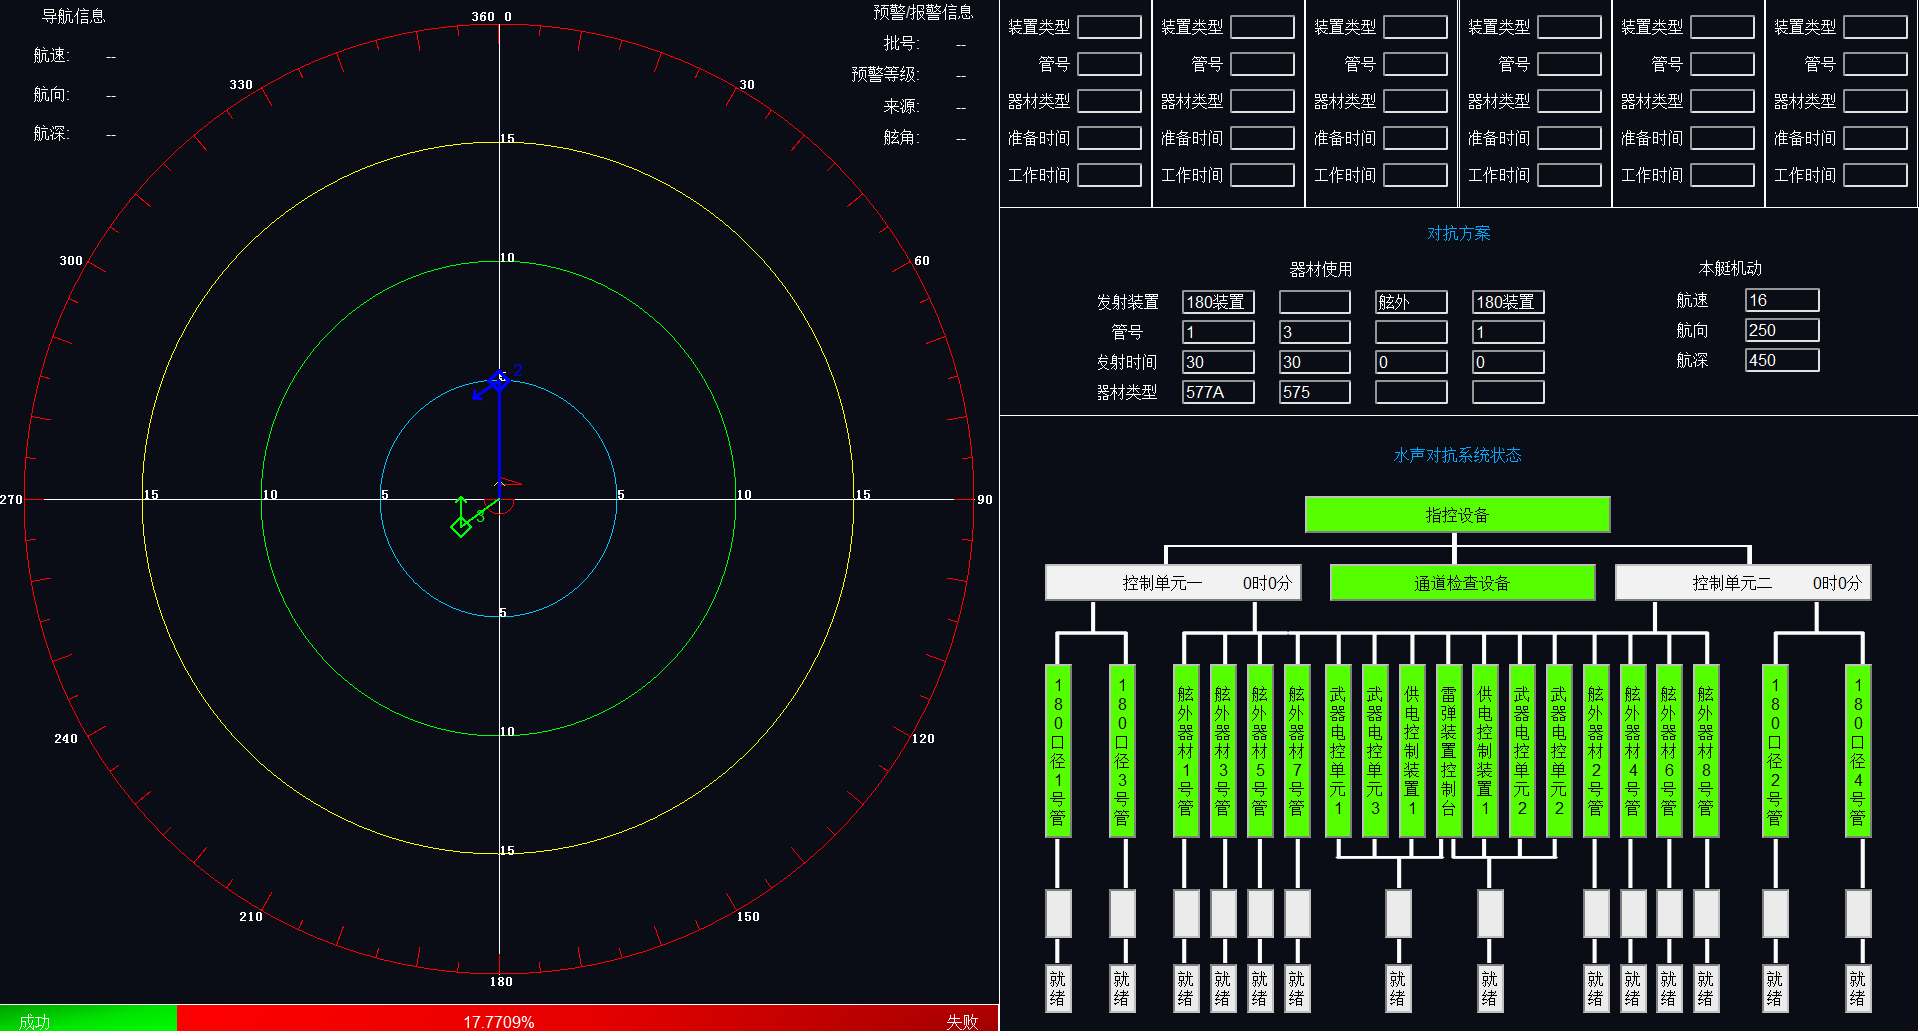 导航信息
航速: --
航向: --
航深: --
预警/报警信息
批号: --
预警等级: --
来源: --
舷角: --
360 0
30
60
90
120
150
180
210
240
270
300
330
15
10
5
15
10
5
5
10
15
5
10
15
2
3
成功
17.7709%
失败
装置类型 装置类型 装置类型 装置类型 装置类型 装置类型
管号 管号 管号 管号 管号 管号
器材类型 器材类型 器材类型 器材类型 器材类型 器材类型
准备时间 准备时间 准备时间 准备时间 准备时间 准备时间
工作时间 工作时间 工作时间 工作时间 工作时间 工作时间
对抗方案
器材使用
发射装置 180装置 舷外 180装置
管号 1 3 1
发射时间 30 30 0 0
器材类型 577A 575
本艇机动
航速 16
航向 250
航深 450
水声对抗系统状态
指控设备
控制单元一 0时0分
通道检查设备
控制单元二 0时0分
180口径1号管
180口径3号管
舷外器材1号管
舷外器材3号管
舷外器材5号管
舷外器材7号管
武器电控单元1
武器电控单元3
供电控制装置1
雷弹装置控制台
供电控制装置1
武器电控单元2
武器电控单元2
舷外器材2号管
舷外器材4号管
舷外器材6号管
舷外器材8号管
180口径2号管
180口径4号管
就绪
就绪
就绪
就绪
就绪
就绪
就绪
就绪
就绪
就绪
就绪
就绪
就绪
就绪